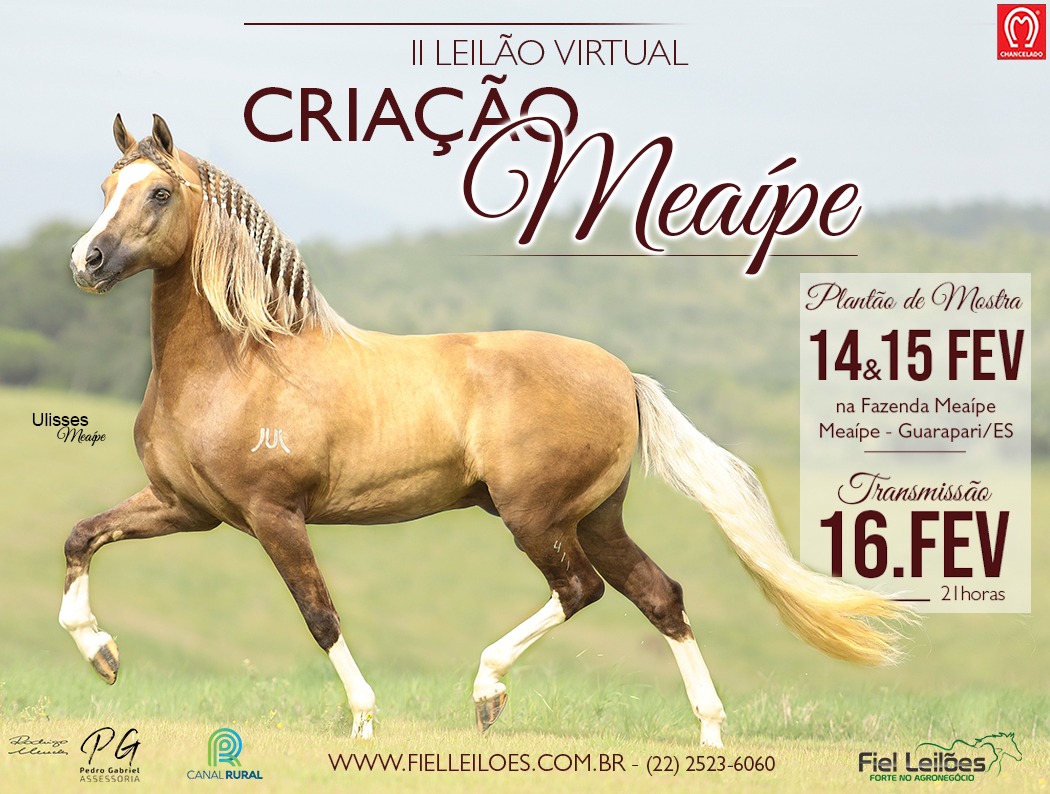 II LEILÃO VIRTUAL
CRIAÇÃO
Meaípe
CHANCELADO
Plantão de Mostra
14&15 FEV
na Fazenda Meaípe
Meaípe - Guarapari/ES
Transmissão
16.FEV
21horas
Ulisses
Meaípe
JUL
Rodrigo
PG
Pedro Gabriel
ASSESSORIA
CANAL RURAL
WWW.FIELLEILOES.COM.BR - (22) 2523-6060
Fiel Leilões
FORTE NO AGRONEGÓCIO